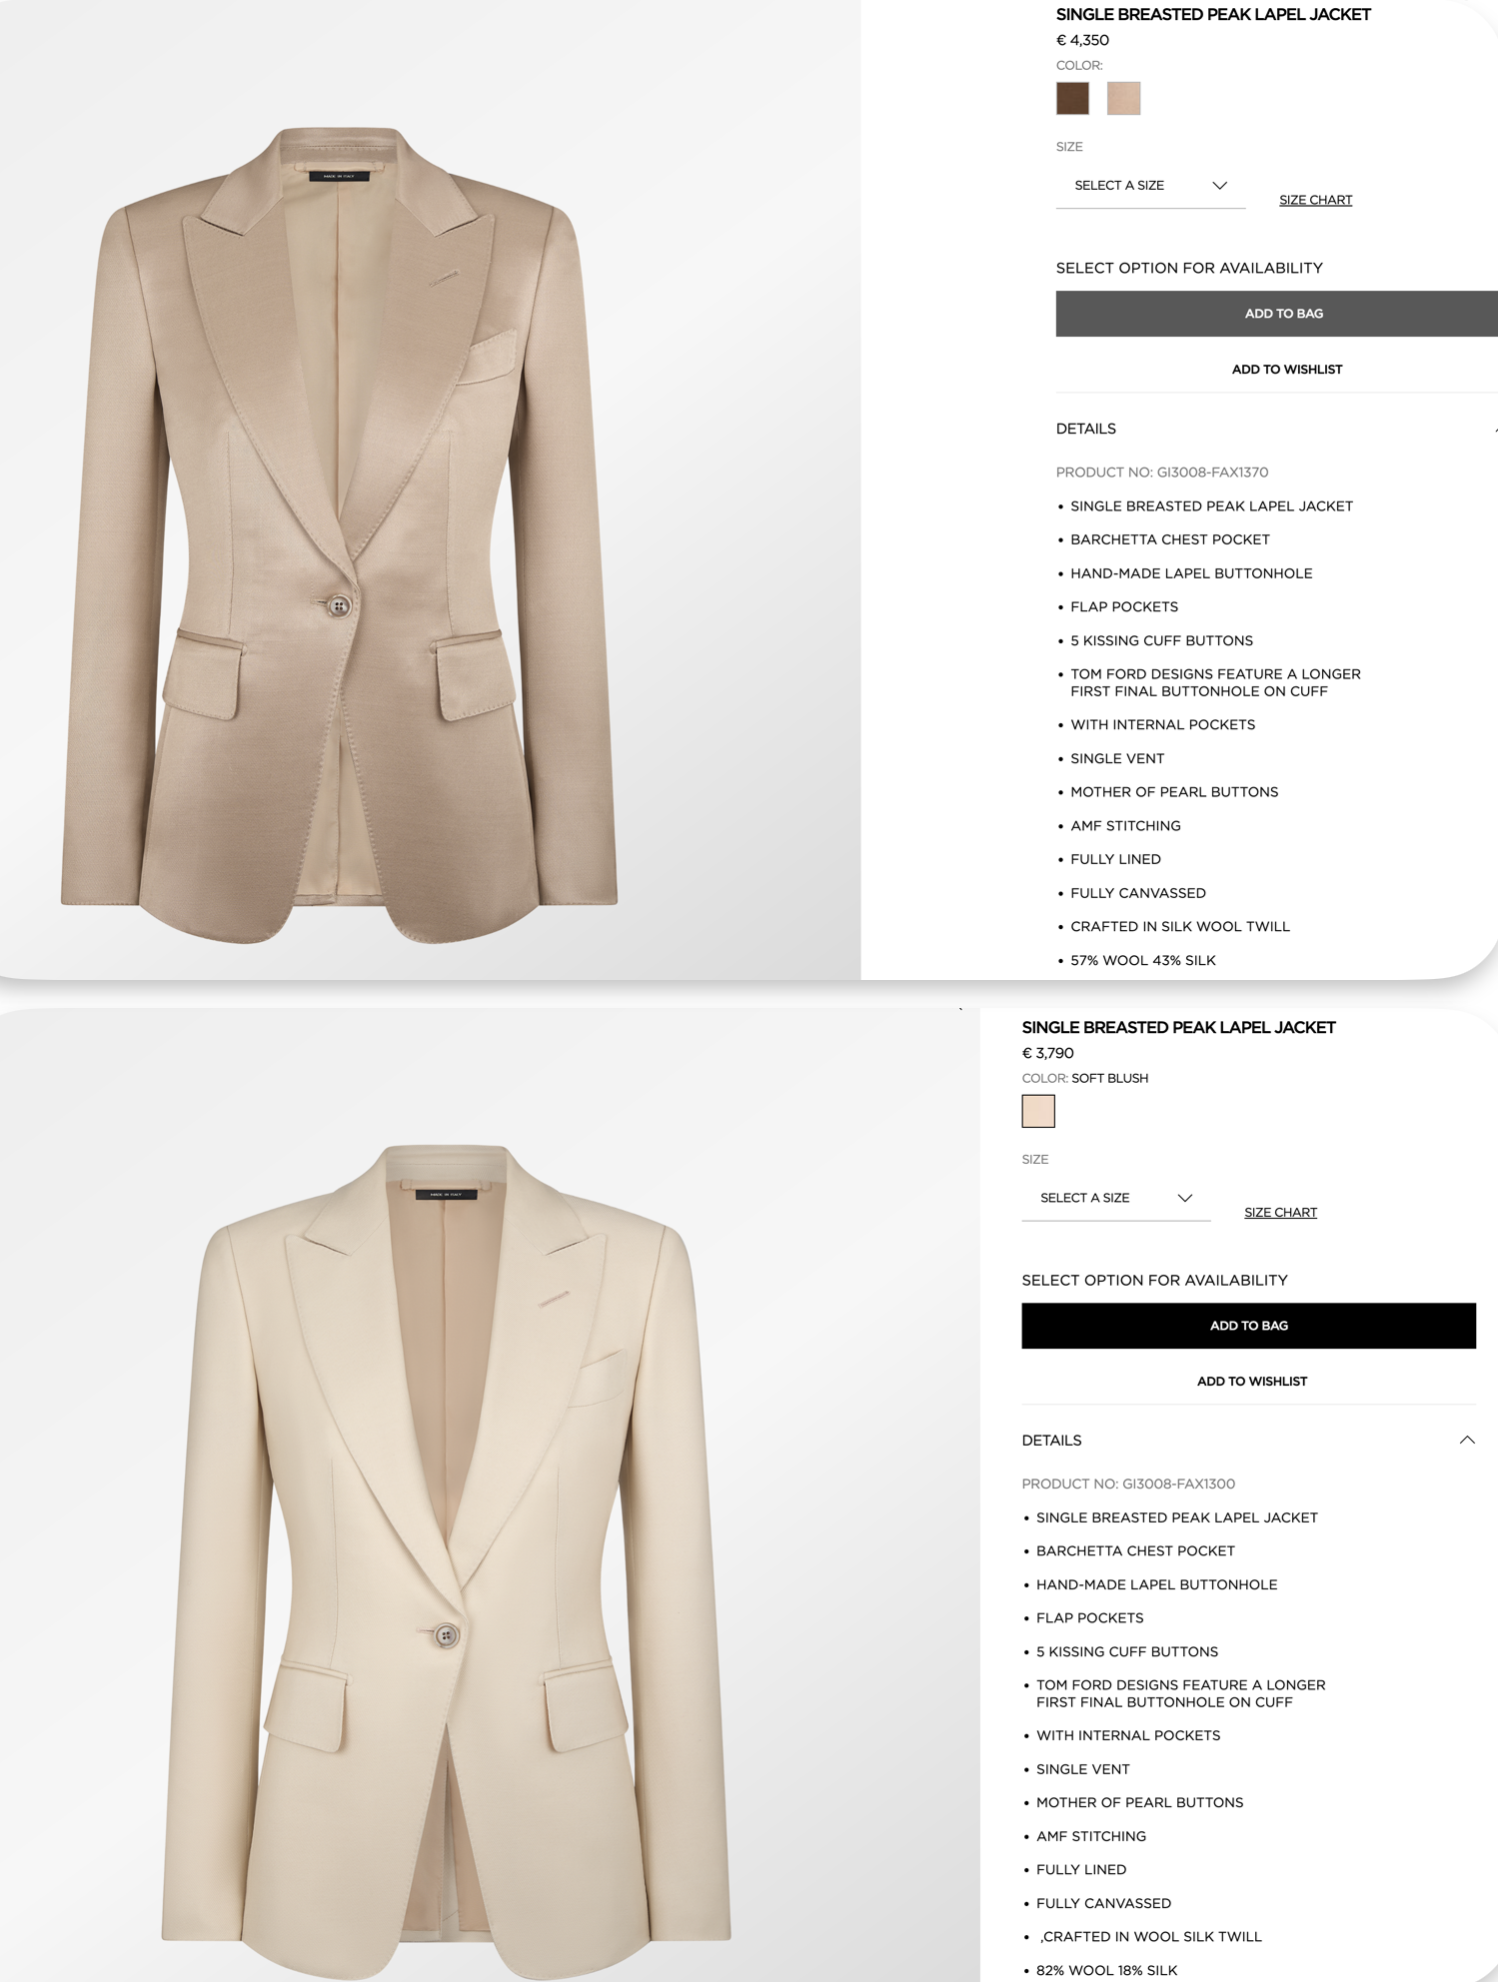 SINGLE BREASTED PEAK LAPEL JACKET
€ 4,350
COLOR:
SIZE
SELECT A SIZE
SIZE CHART
SELECT OPTION FOR AVAILABILITY
ADD TO BAG
ADD TO WISHLIST
DETAILS
PRODUCT NO: GI3008-FAX1370
• SINGLE BREASTED PEAK LAPEL JACKET
• BARCHETTA CHEST POCKET
• HAND-MADE LAPEL BUTTONHOLE
• FLAP POCKETS
• 5 KISSING CUFF BUTTONS
• TOM FORD DESIGNS FEATURE A LONGER
FIRST FINAL BUTTONHOLE ON CUFF
• WITH INTERNAL POCKETS
• SINGLE VENT
• MOTHER OF PEARL BUTTONS
• AMF STITCHING
• FULLY LINED
• FULLY CANVASSED
• CRAFTED IN SILK WOOL TWILL
• 57% WOOL 43% SILK
MADE IN ITALY
SINGLE BREASTED PEAK LAPEL JACKET
€ 3,790
COLOR: SOFT BLUSH
SIZE
SELECT A SIZE
SIZE CHART
SELECT OPTION FOR AVAILABILITY
ADD TO BAG
ADD TO WISHLIST
DETAILS
PRODUCT NO: GI3008-FAX1300
• SINGLE BREASTED PEAK LAPEL JACKET
• BARCHETTA CHEST POCKET
• HAND-MADE LAPEL BUTTONHOLE
• FLAP POCKETS
• 5 KISSING CUFF BUTTONS
• TOM FORD DESIGNS FEATURE A LONGER
FIRST FINAL BUTTONHOLE ON CUFF
• WITH INTERNAL POCKETS
• SINGLE VENT
• MOTHER OF PEARL BUTTONS
• AMF STITCHING
• FULLY LINED
• FULLY CANVASSED
• ,CRAFTED IN WOOL SILK TWILL
• 82% WOOL 18% SILK
MADE IN ITALY